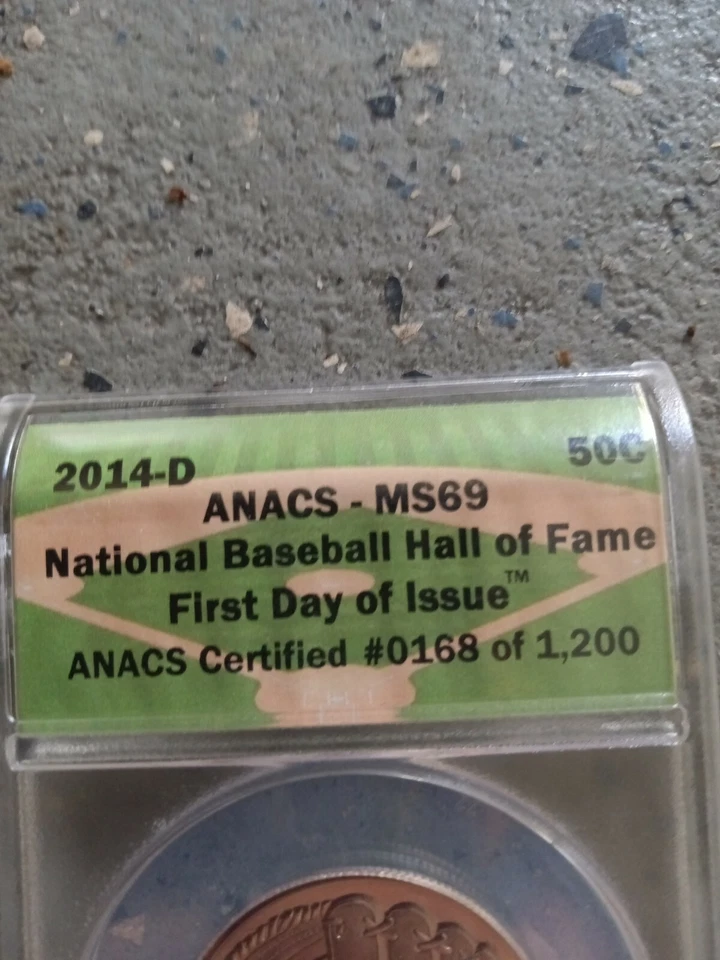 2014-D 50C
ANACS - MS69
National Baseball Hall of Fame
First Day of Issue™
ANACS Certified #0168 of 1,200